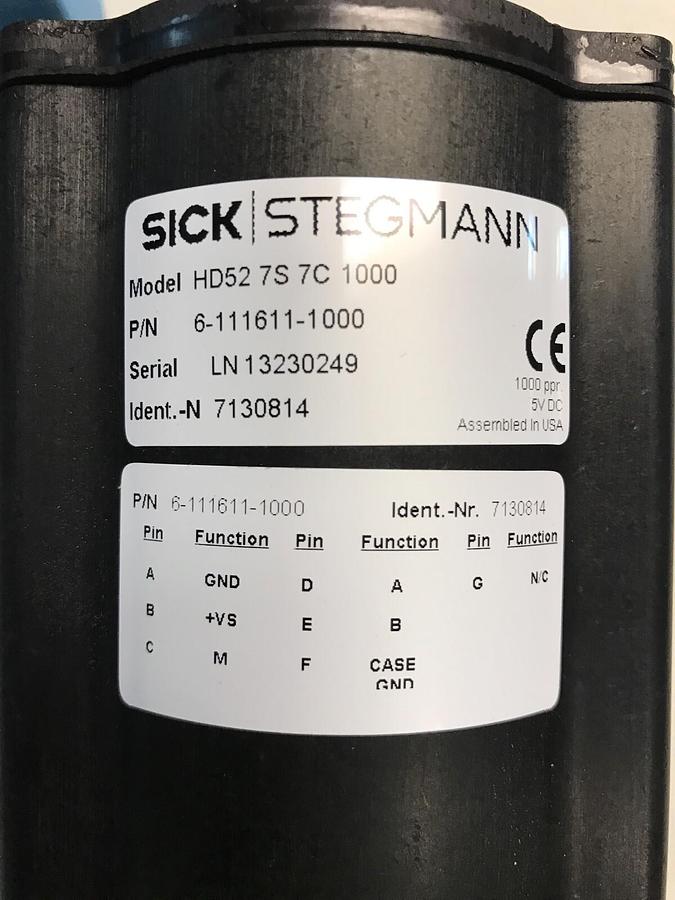 SICK STEGMANN
Model HD52 7S 7C 1000
P/N 6-111611-1000
Serial LN 13230249
Ident.-N 7130814
CE
1000 ppr.
5V DC
Assembled In USA
P/N 6-111611-1000 Ident.-Nr. 7130814
Pin Function Pin Function Pin Function
A GND D A G N/C
B +VS E B
C M F CASE
GND